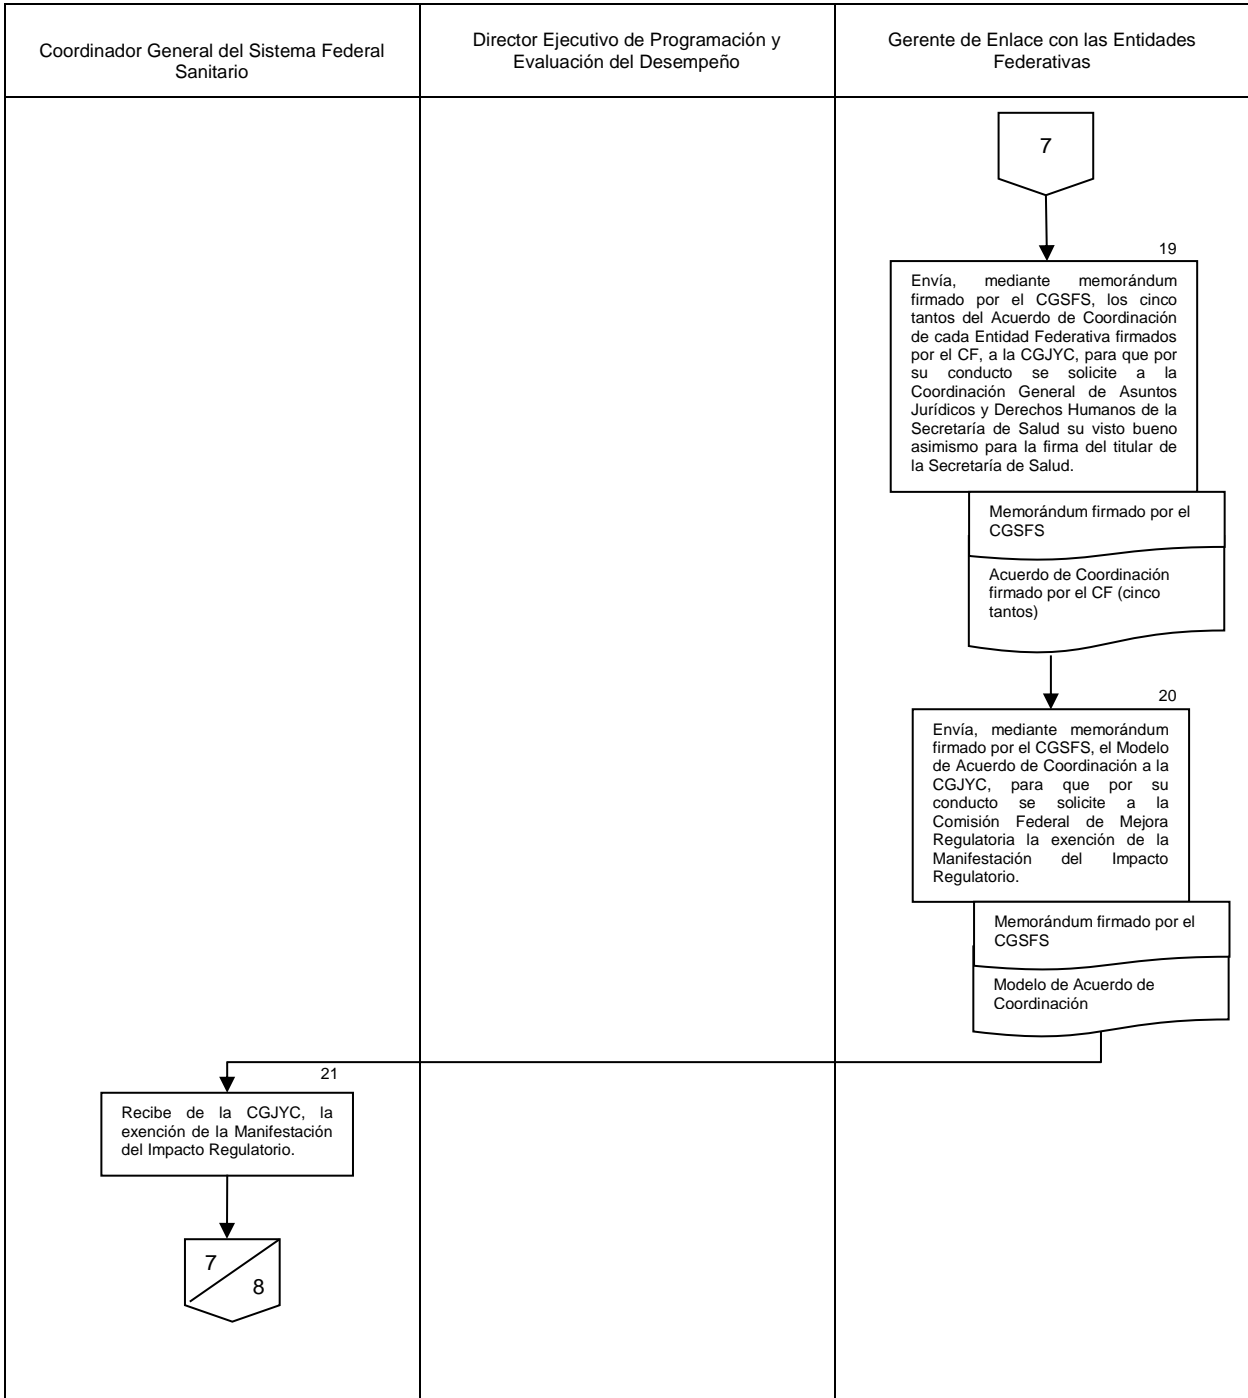 Coordinador General del Sistema Federal
Sanitario
Director Ejecutivo de Programación y
Evaluación del Desempeño
Gerente de Enlace con las Entidades
Federativas
7
19
Envía, mediante memorándum
firmado por el CGSFS, los cinco
tantos del Acuerdo de Coordinación
de cada Entidad Federativa firmados
por el CF, a la CGJYC, para que por
su conducto se solicite a la
Coordinación General de Asuntos
Jurídicos y Derechos Humanos de la
Secretaría de Salud su visto bueno
asimismo para la firma del titular de
la Secretaría de Salud.
Memorándum firmado por el
CGSFS
Acuerdo de Coordinación
firmado por el CF (cinco
tantos)
20
Envía, mediante memorándum
firmado por el CGSFS, el Modelo
de Acuerdo de Coordinación a la
CGJYC, para que por su
conducto se solicite a la
Comisión Federal de Mejora
Regulatoria la exención de la
Manifestación del Impacto
Regulatorio.
Memorándum firmado por el
CGSFS
Modelo de Acuerdo de
Coordinación
21
Recibe de la CGJYC, la
exención de la Manifestación
del Impacto Regulatorio.
7
8